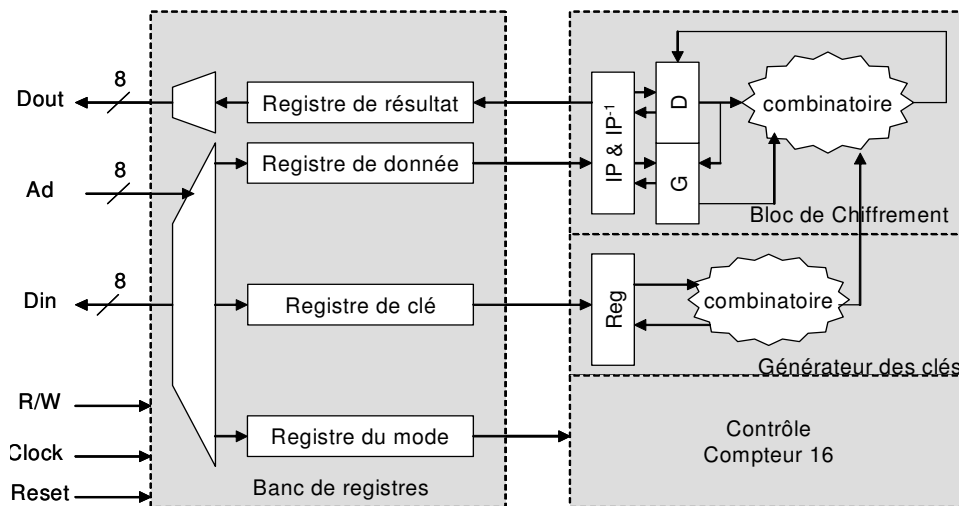 Dout
8
Registre de résultat
IP & IP-1
D
combinatoire
Ad
8
Registre de donnée
G
Bloc de Chiffrement
Din
8
Registre de clé
Reg
combinatoire
Générateur des clés
R/W
Clock
Reset
Registre du mode
Banc de registres
Contrôle
Compteur 16